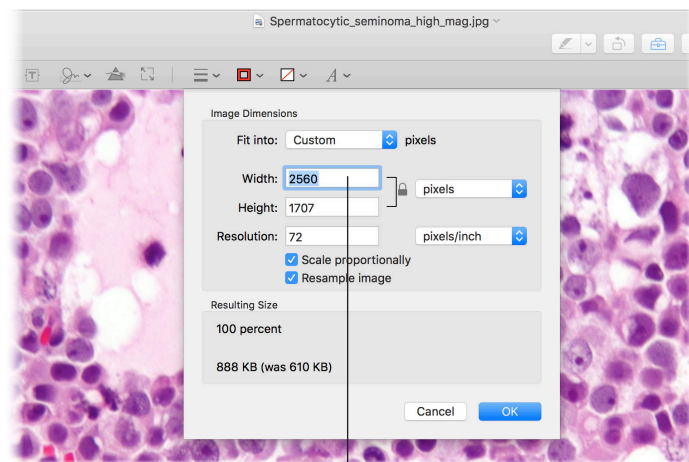 Spermatocytic_seminoma_high_mag.jpg
T
A
Image Dimensions
Fit into: Custom pixels
Width: 2560
pixels
Height: 1707
Resolution: 72 pixels/inch
Scale proportionally
Resample image
Resulting Size
100 percent
888 KB (was 610 KB)
Cancel OK